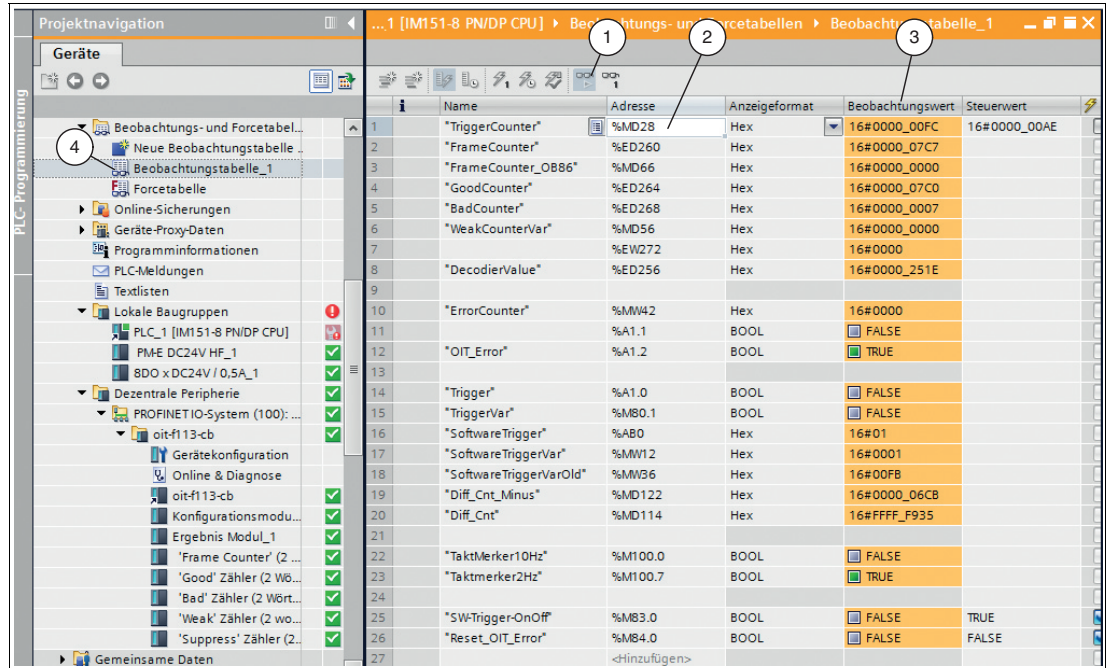 Projektnavigation
...,1 [IM151-8 PN/DP CPU] Beobachtungs- und Forcetabellen Beobachtungstabelle_1
1
2
3
Geräte
PLC-Programmierung
i Name Adresse Anzeigeformat Beobachtungswert Steuerwert
Beobachtungs- und Forcetabel...
4
Neue Beobachtungstabelle ..
Beobachtungstabelle_1
Forcetabelle
Online-Sicherungen
Geräte-Proxy-Daten
Programminformationen
PLC-Meldungen
Textlisten
Lokale Baugruppen
PLC_1 [IM151-8 PN/DP CPU]
PM-E DC24V HF_1
8DO x DC24V / 0,5A_1
Dezentrale Peripherie
PROFINET IO-System (100): ...
oit-f113-cb
Gerätekonfiguration
Online & Diagnose
oit-f113-cb
Konfigurationsmodu...
Ergebnis Modul_1
'Frame Counter' (2 ...
'Good' Zähler (2 Wö...
'Bad' Zähler (2 Wört...
'Weak' Zähler (2 wo...
'Suppress' Zähler (2...
Gemeinsame Daten
1 "TriggerCounter" %MD28 Hex 16#0000_00FC 16#0000_00AE
2 "FrameCounter" %ED260 Hex 16#0000_07C7
3 "FrameCounter_OB86" %MD66 Hex 16#0000_0000
4 "GoodCounter" %ED264 Hex 16#0000_07C0
5 "BadCounter" %ED268 Hex 16#0000_0007
6 "WeakCounterVar" %MD56 Hex 16#0000_0000
7 %EW272 Hex 16#0000
8 "DecodierValue" %ED256 Hex 16#0000_251E
9
10 "ErrorCounter" %MW42 Hex 16#0000
11 %A1.1 BOOL FALSE
12 "OIT_Error" %A1.2 BOOL TRUE
13
14 "Trigger" %A1.0 BOOL FALSE
15 "TriggerVar" %M80.1 BOOL FALSE
16 "SoftwareTrigger" %AB0 Hex 16#01
17 "SoftwareTriggerVar" %MW12 Hex 16#0001
18 "SoftwareTriggerVarOld" %MW36 Hex 16#00FB
19 "Diff_Cnt_Minus" %MD122 Hex 16#0000_06CB
20 "Diff_Cnt" %MD114 Hex 16#FFFF_F935
21
22 "TaktMerker10Hz" %M100.0 BOOL FALSE
23 "Taktmerker2Hz" %M100.7 BOOL TRUE
24
25 "SW-Trigger-OnOff" %M83.0 BOOL FALSE TRUE
26 "Reset_OIT_Error" %M84.0 BOOL FALSE FALSE
27 <Hinzufügen>